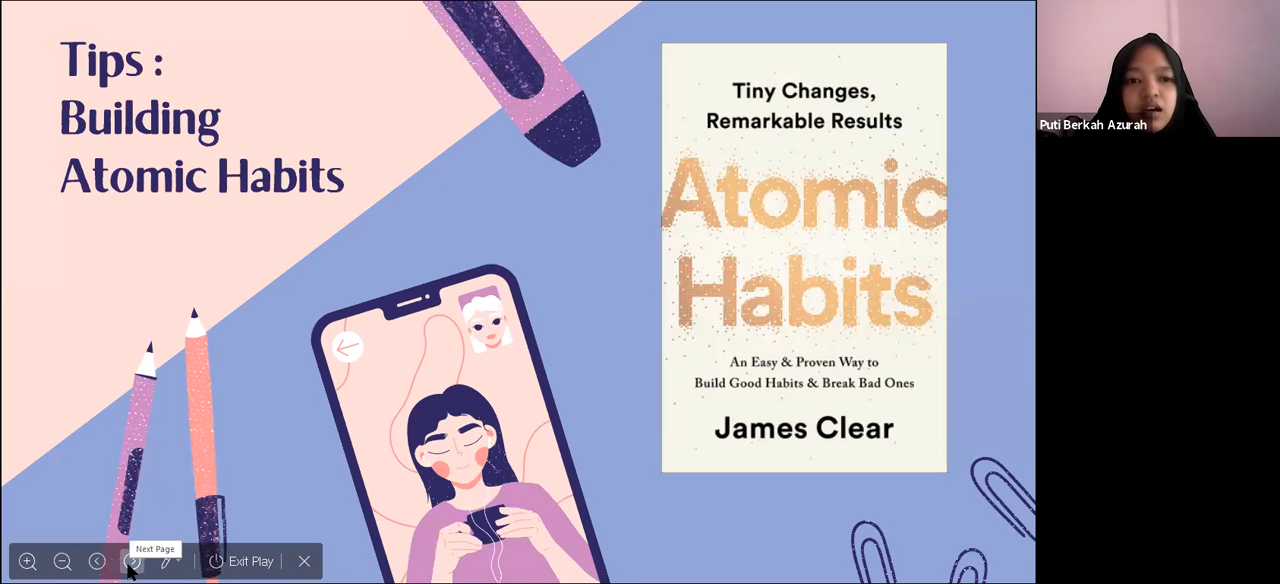 Tips :
Building
Atomic Habits
Tiny Changes,
Remarkable Results
Atomic
Habits
An Easy & Proven Way to
Build Good Habits & Break Bad Ones
James Clear
Puti Berkah Azurah
Next Page
Exit Play